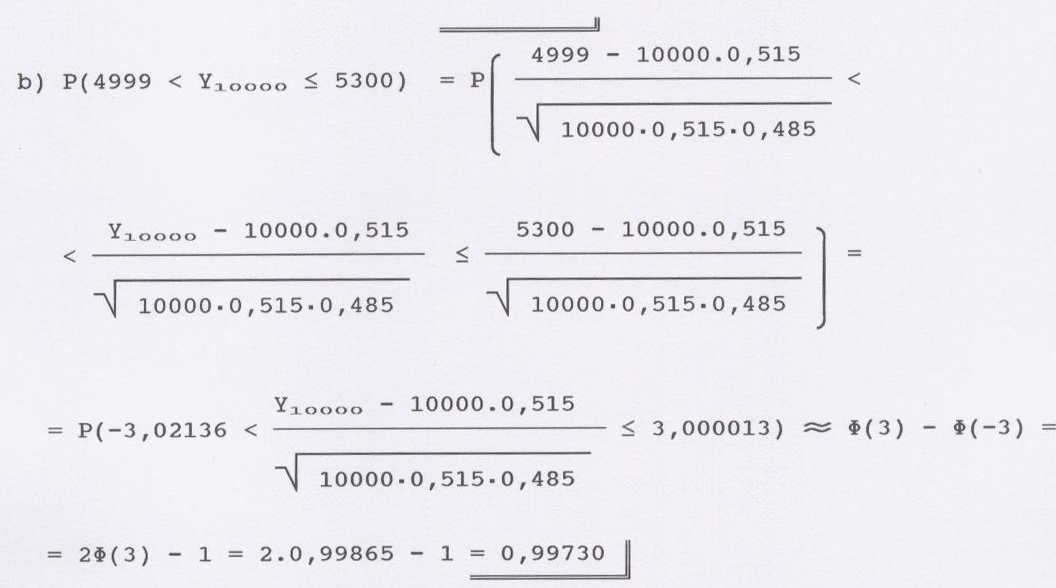 b) P(4999 < Y₁₀₀₀₀ ≤ 5300) = P( (4999 - 10000.0,515) / √(10000·0,515·0,485) <
< (Y₁₀₀₀₀ - 10000.0,515) / √(10000·0,515·0,485) ≤ (5300 - 10000.0,515) / √(10000·0,515·0,485) ) =
= P(-3,02136 < (Y₁₀₀₀₀ - 10000.0,515) / √(10000·0,515·0,485) ≤ 3,000013) ≈ Φ(3) - Φ(-3) =
= 2Φ(3) - 1 = 2.0,99865 - 1 = 0,99730